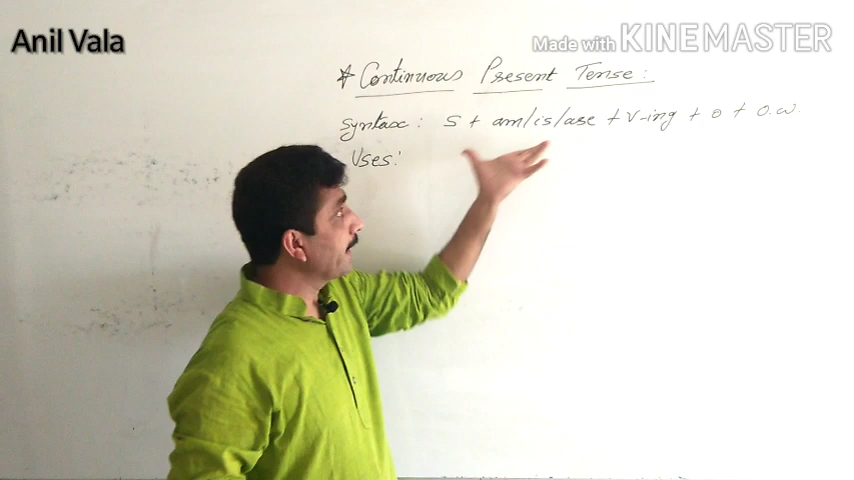 Anil Vala
Made with KINEMASTER
* Continuous Present Tense :
Syntax : S + am/is/are + V-ing + O + O.W.
Uses :